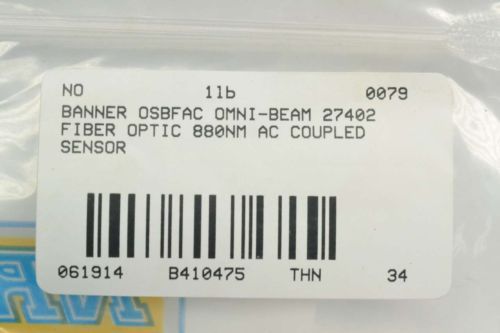 NO 1lb 0079
BANNER OSBFAC OMNI-BEAM 27402
FIBER OPTIC 880NM AC COUPLED
SENSOR
061914 B410475 THN 34